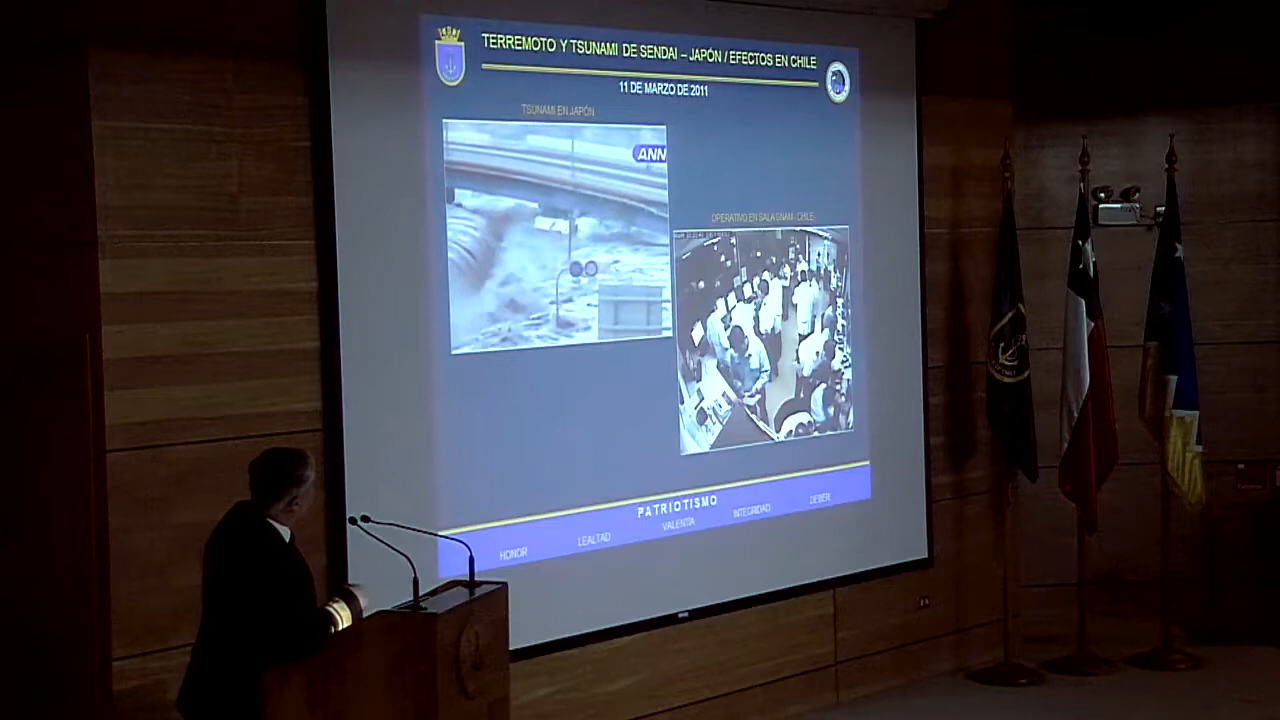 TERREMOTO Y TSUNAMI DE SENDAI – JAPÓN / EFECTOS EN CHILE
11 DE MARZO DE 2011
TSUNAMI EN JAPÓN
ANN
OPERATIVO EN SALA SNAM - CHILE
PATRIOTISMO
HONOR LEALTAD VALENTIA INTEGRIDAD DEBER